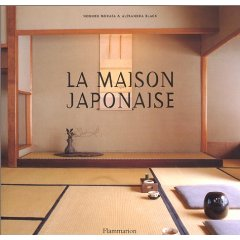 NOBORU MURATA & ALEXANDRA BLACK
LA MAISON
JAPONAISE
Flammarion